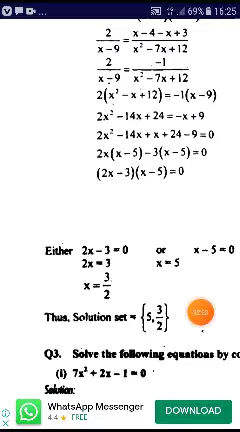 69% 16:25
2/(x-9) = (x-4-x+3)/(x²-7x+12)
2/(x-9) = -1/(x²-7x+12)
2(x²-x+12)=-1(x-9)
2x²-14x+24=-x+9
2x²-14x+x+24-9=0
2x(x-5)-3(x-5)=0
(2x-3)(x-5)=0
Either 2x-3=0 or x-5=0
2x=3 x=5
x=3/2
Thus, Solution set = {5, 3/2}
Q3. Solve the following equations by co
(i) 7x²+2x-1=0
Solution:
WhatsApp Messenger
4.4 ★ FREE
DOWNLOAD